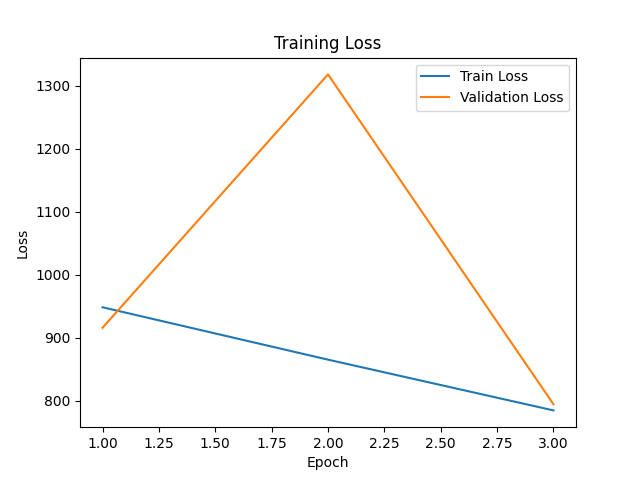 Training Loss
Train Loss
Validation Loss
1300
1200
1100
1000
900
800
Loss
1.00 1.25 1.50 1.75 2.00 2.25 2.50 2.75 3.00
Epoch